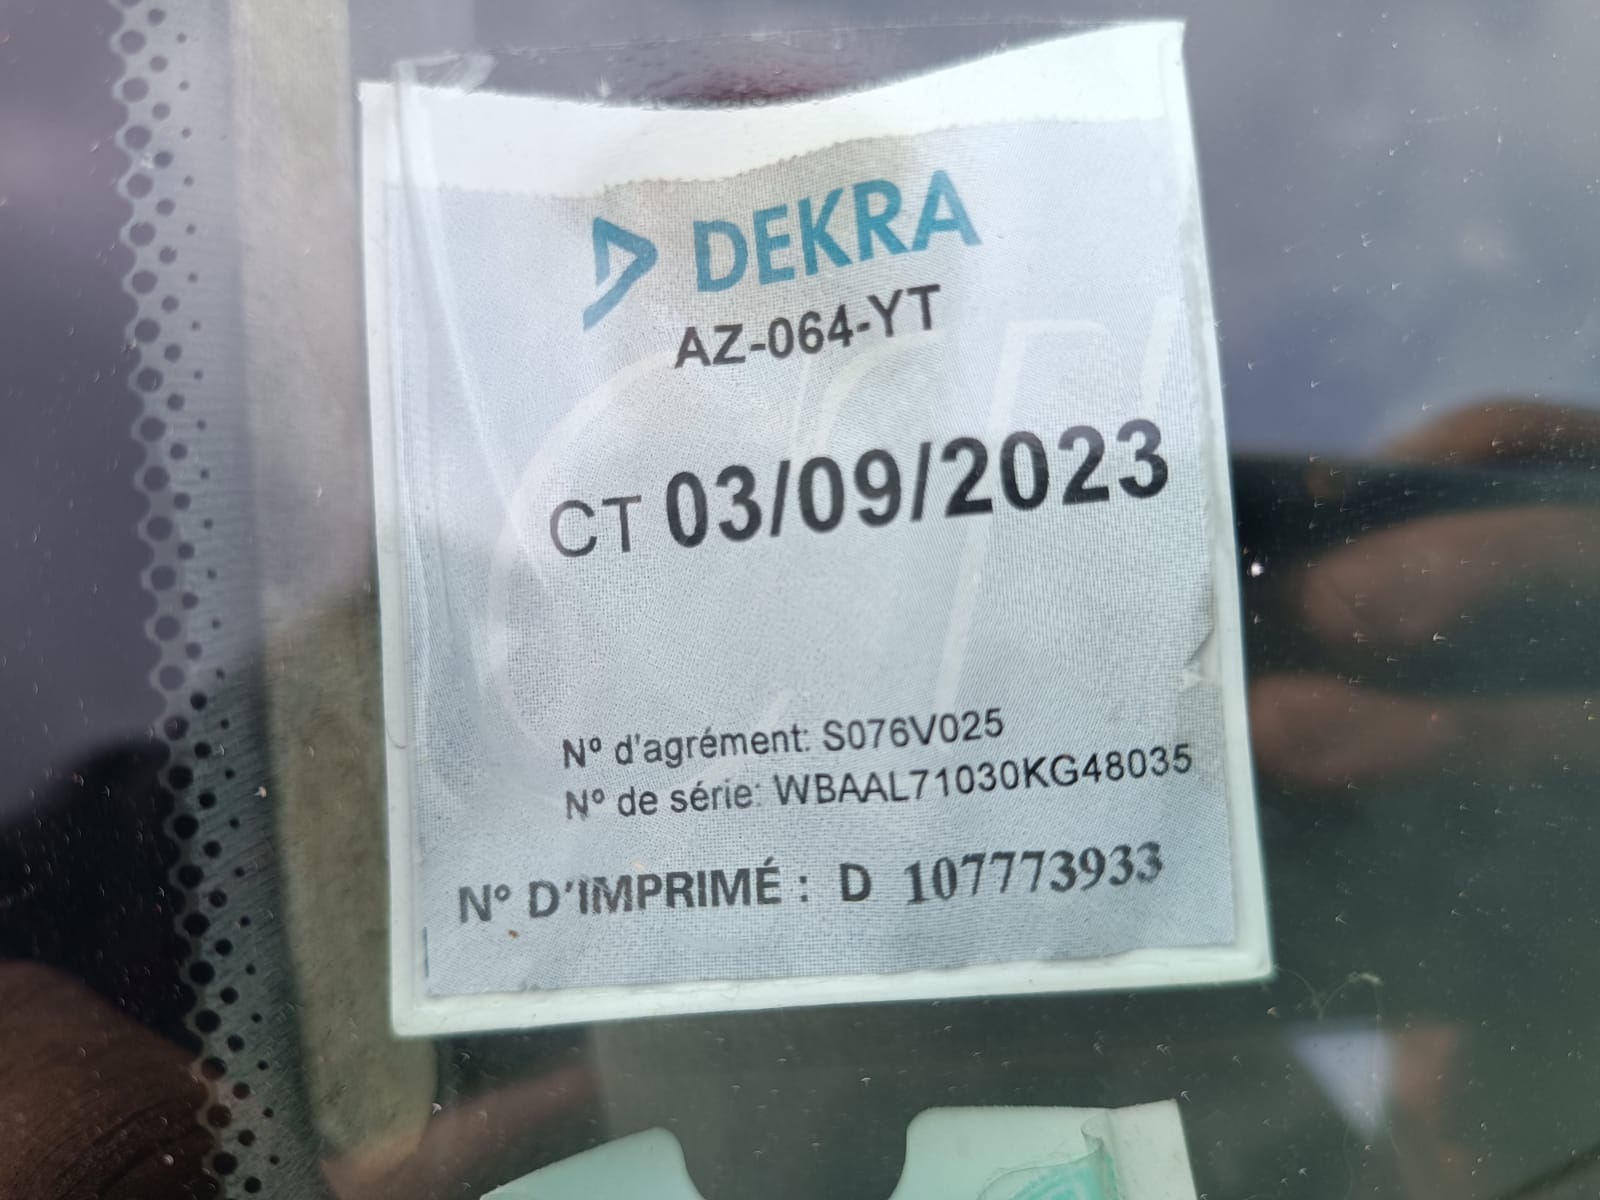 DEKRA
AZ-064-YT
CT 03/09/2023
N° d'agrément: S076V025
N° de série: WBAAL71030KG48035
N° D'IMPRIMÉ : D 107773933